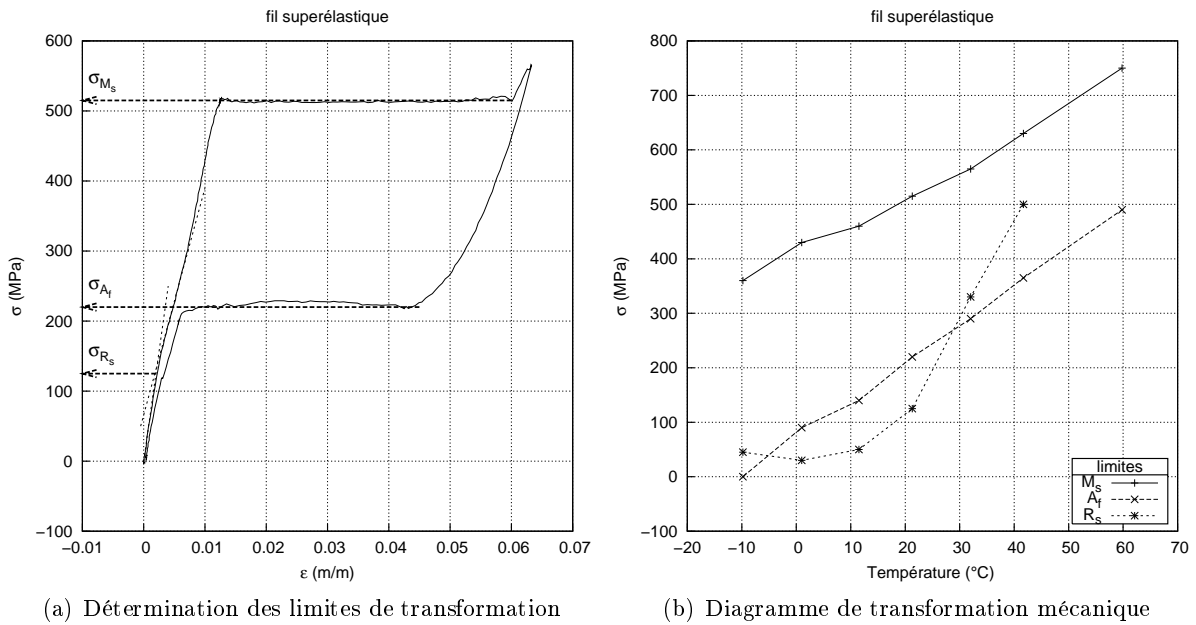 fil superélastique
600
500
400
300
200
100
0
−100
σ (MPa)
σMs
σAf
σRs
−0.01
0
0.01
0.02
0.03
0.04
0.05
0.06
0.07
ε (m/m)
(a) Détermination des limites de transformation
fil superélastique
800
700
600
500
400
300
200
100
0
−100
σ (MPa)
limites
Ms
Af
Rs
−20
−10
0
10
20
30
40
50
60
70
Température (°C)
(b) Diagramme de transformation mécanique